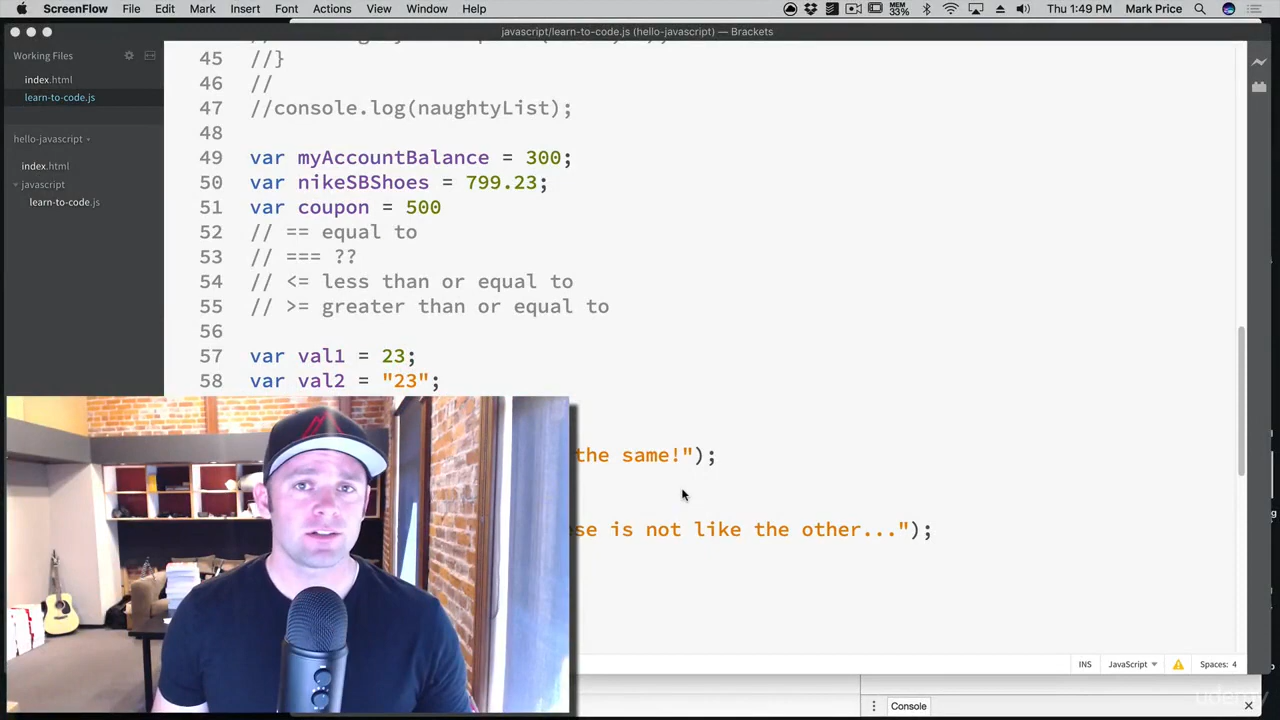 ScreenFlow File Edit Mark Insert Font Actions View Window Help MEM 33% Thu 1:49 PM Mark Price
javascript/learn-to-code.js (hello-javascript) — Brackets
Working Files
index.html
learn-to-code.js
hello-javascript
index.html
javascript
learn-to-code.js
45 //}
46 //
47 //console.log(naughtyList);
48
49 var myAccountBalance = 300;
50 var nikeSBShoes = 799.23;
51 var coupon = 500
52 // == equal to
53 // === ??
54 // <= less than or equal to
55 // >= greater than or equal to
56
57 var val1 = 23;
58 var val2 = "23";
the same!");
se is not like the other...");
INS JavaScript Spaces: 4
Console
udemy